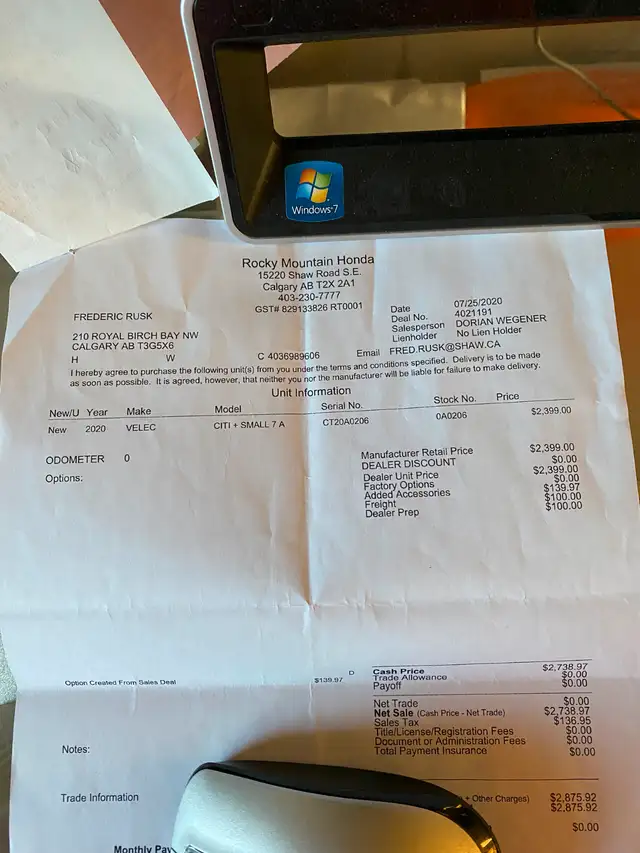 Windows 7
Rocky Mountain Honda
15220 Shaw Road S.E.
Calgary AB T2X 2A1
403-230-7777
GST# 829133826 RT0001
FREDERIC RUSK
210 ROYAL BIRCH BAY NW
CALGARY AB T3G5X6
H W C 4036989606 Email FRED.RUSK@SHAW.CA
Date 07/25/2020
Deal No. 4021191
Salesperson DORIAN WEGENER
Lienholder No Lien Holder
I hereby agree to purchase the following unit(s) from you under the terms and conditions specified. Delivery is to be
as soon as possible. It is agreed, however, that neither you nor the manufacturer will be liable for failure to make delivery.
Unit Information
New/U Year Make Model Serial No. Stock No. Price
New 2020 VELEC CITI + SMALL 7 A CT20A0206 0A0206 $2,399.00
ODOMETER 0
Options:
Manufacturer Retail Price $2,399.00
DEALER DISCOUNT $0.00
Dealer Unit Price $2,399.00
Factory Options $0.00
Added Accessories $139.97
Freight $100.00
Dealer Prep $100.00
Option Created From Sales Deal $139.97 D
Cash Price $2,738.97
Trade Allowance $0.00
Payoff $0.00
Net Trade $0.00
Net Sale (Cash Price - Net Trade) $2,738.97
Sales Tax $136.95
Title/License/Registration Fees $0.00
Document or Administration Fees $0.00
Total Payment Insurance $0.00
Notes:
Trade Information
+ Other Charges) $2,875.92
$2,875.92
$0.00
Monthly